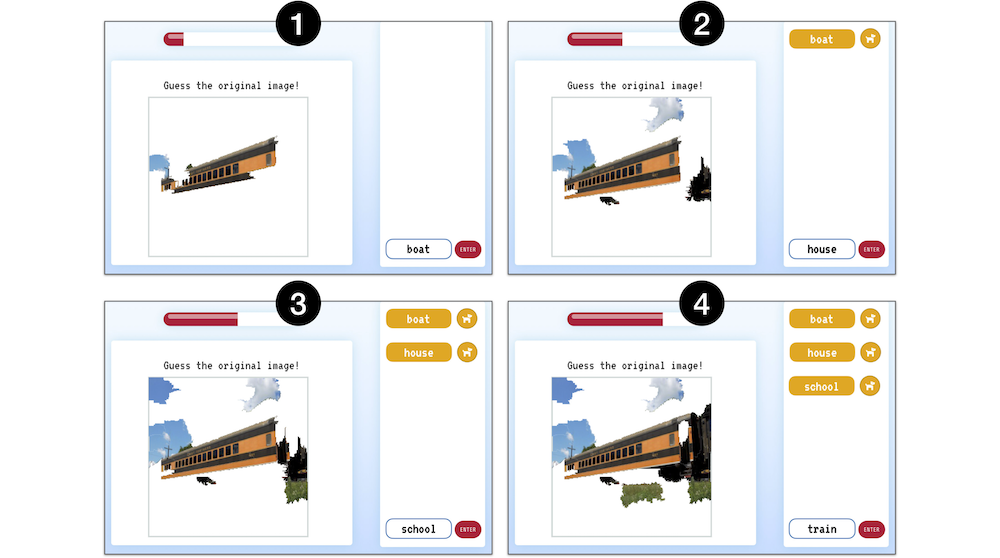 1
Guess the original image!
boat
ENTER
2
Guess the original image!
boat
house
ENTER
3
Guess the original image!
boat
house
school
ENTER
4
Guess the original image!
boat
house
school
train
ENTER